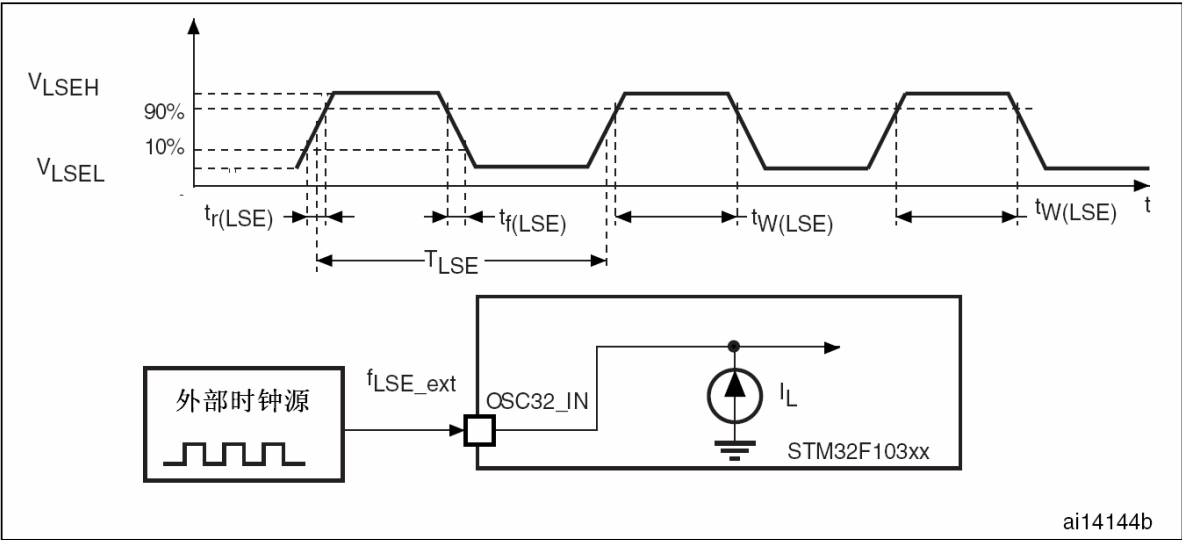 VLSEH
90%
10%
VLSEL
tr(LSE)
tf(LSE)
tW(LSE)
tW(LSE)
t
TLSE
外部时钟源
fLSE_ext
OSC32_IN
IL
STM32F103xx
ai14144b